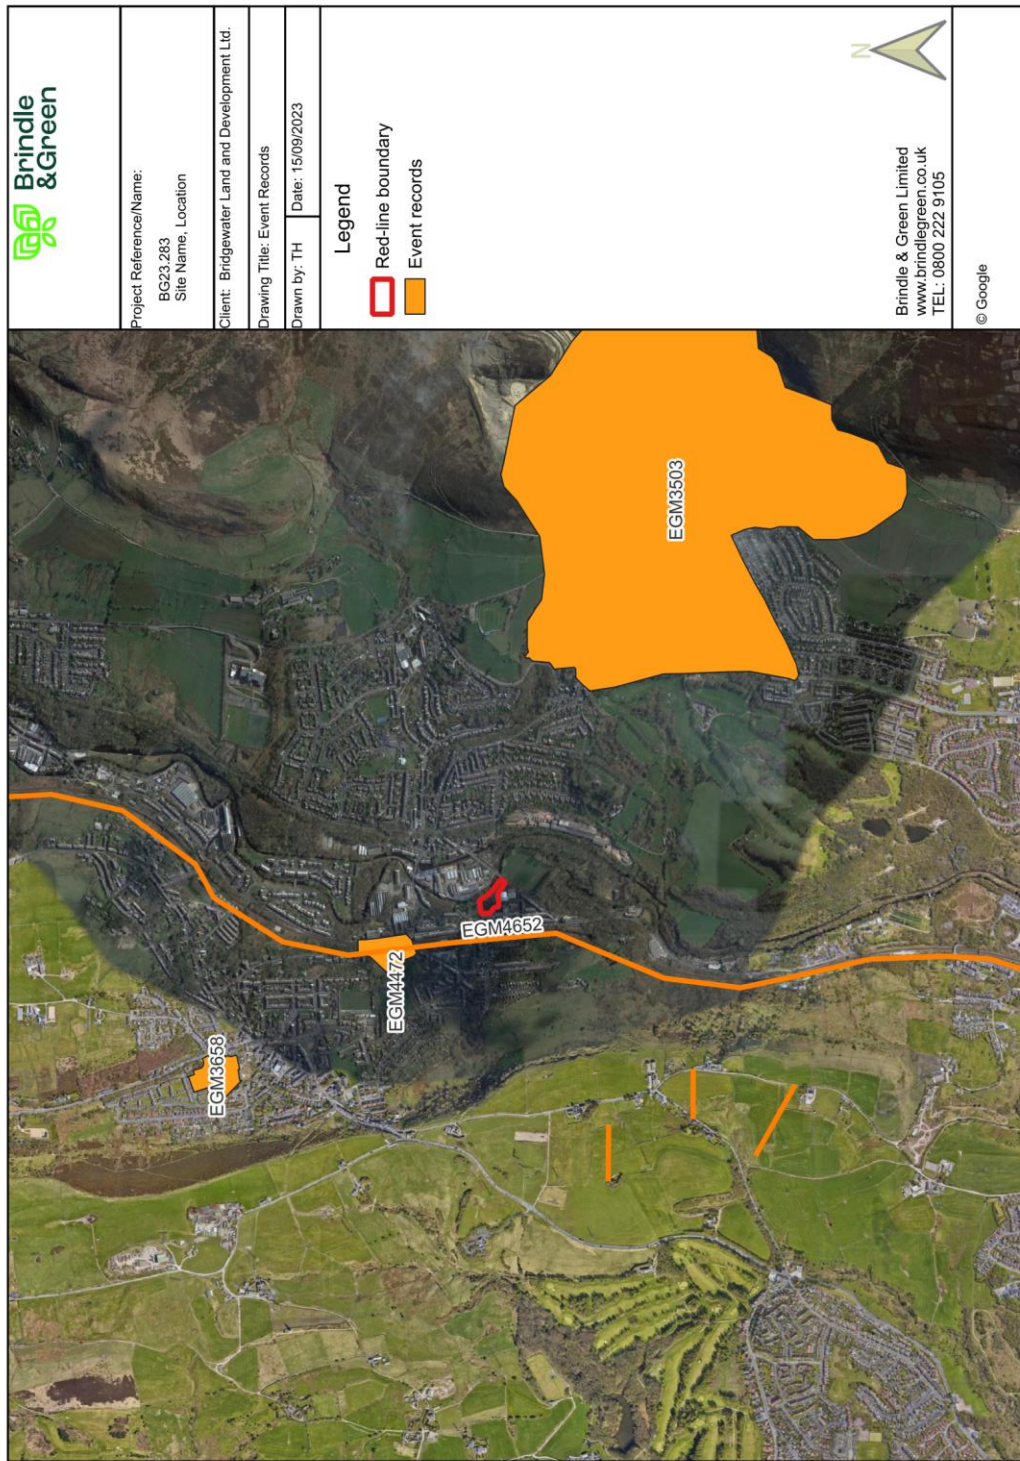 Brindle
&Green
Project Reference/Name:
BG23.283
Site Name, Location
Client: Bridgewater Land and Development Ltd.
Drawing Title: Event Records
Drawn by: TH
Date: 15/09/2023
Legend
Red-line boundary
Event records
N
Brindle & Green Limited
www.brindlegreen.co.uk
TEL: 0800 222 9105
© Google
EGM3658
EGM4472
EGM4652
EGM3503